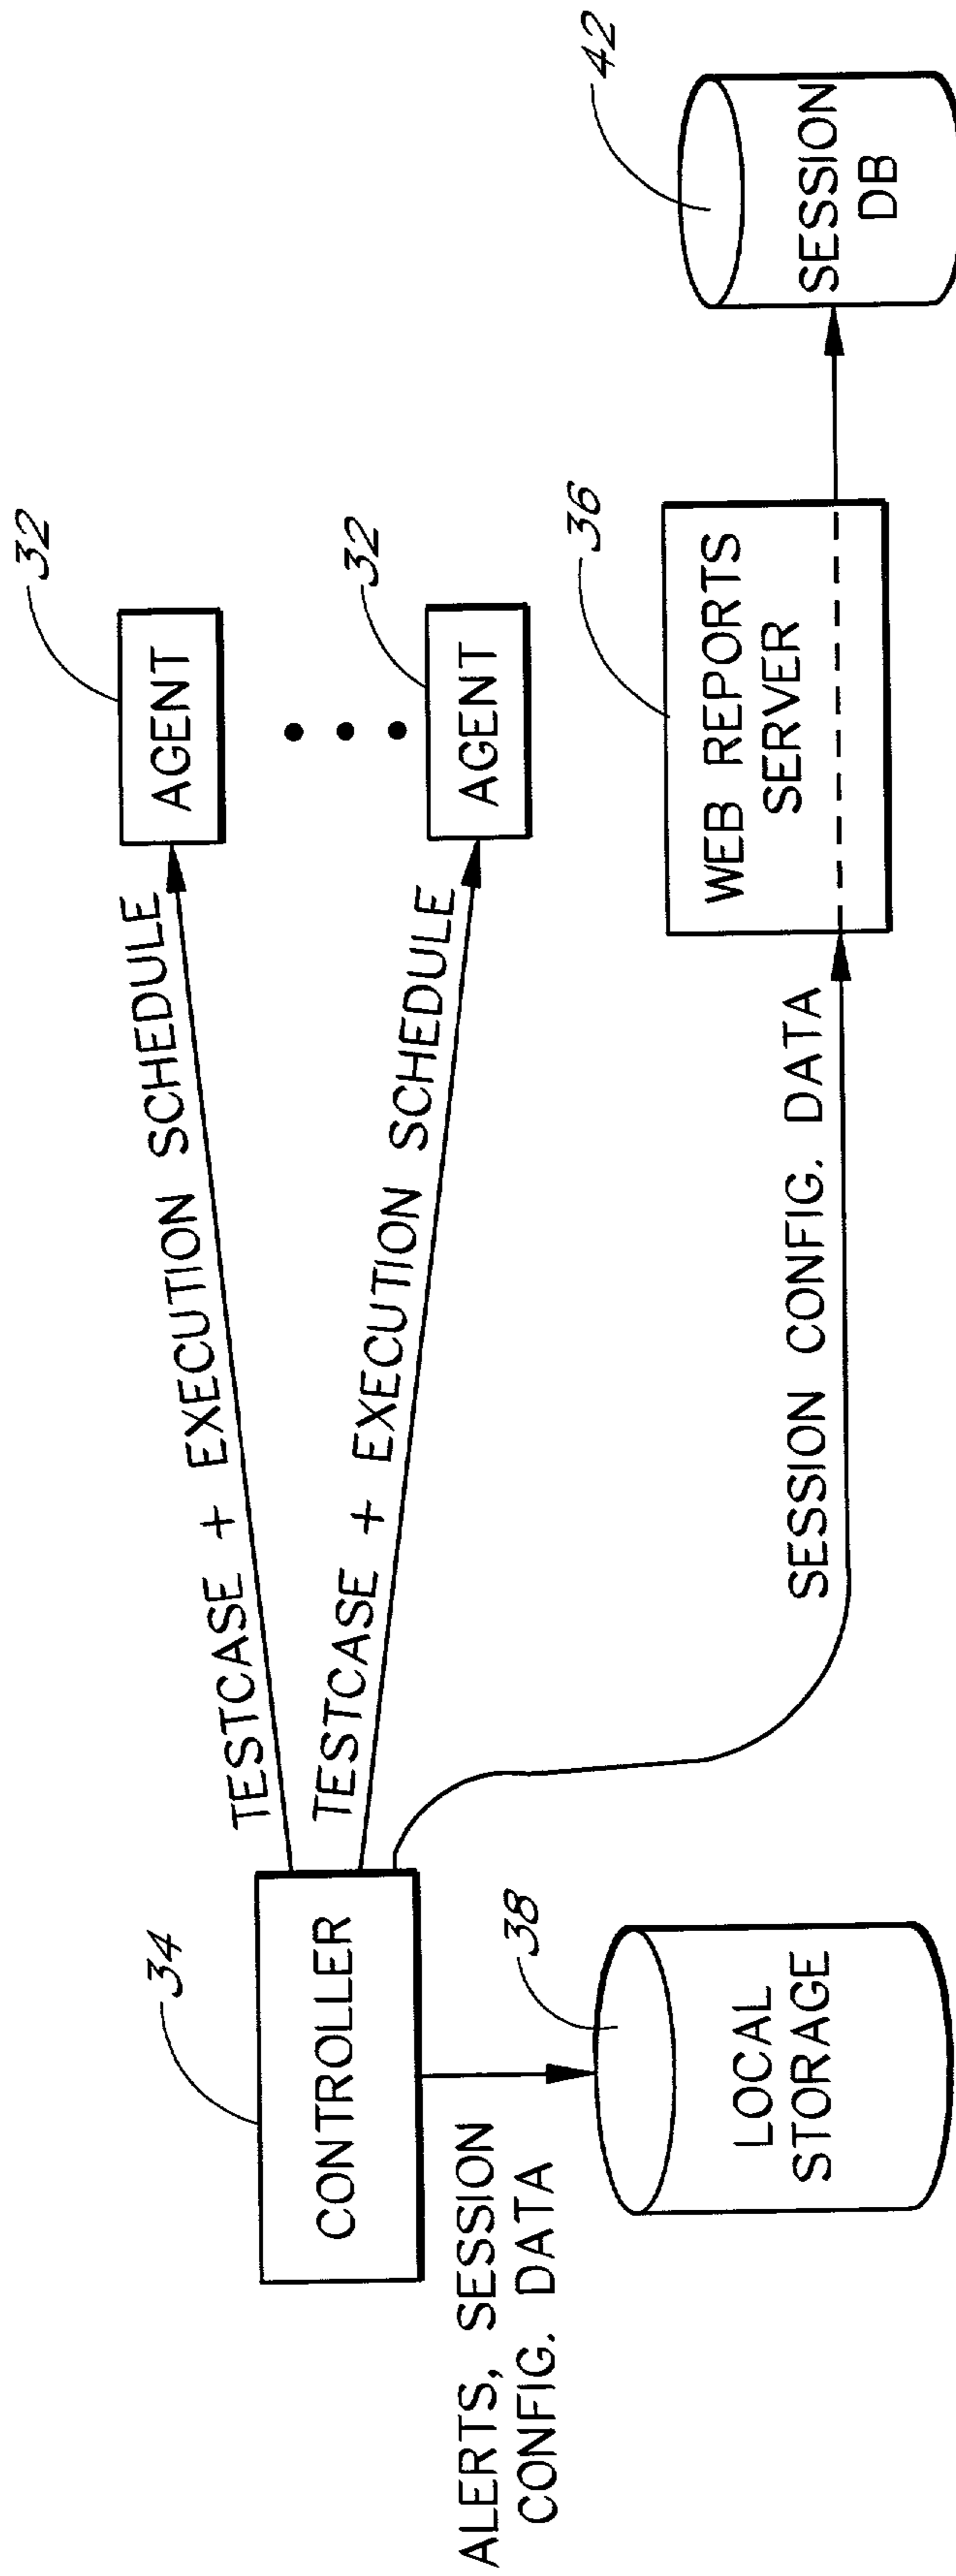 32
AGENT
TESTCASE + EXECUTION SCHEDULE
32
AGENT
TESTCASE + EXECUTION SCHEDULE
34
CONTROLLER
ALERTS, SESSION
CONFIG. DATA
38
LOCAL
STORAGE
SESSION CONFIG. DATA
36
WEB REPORTS
SERVER
42
SESSION
DB